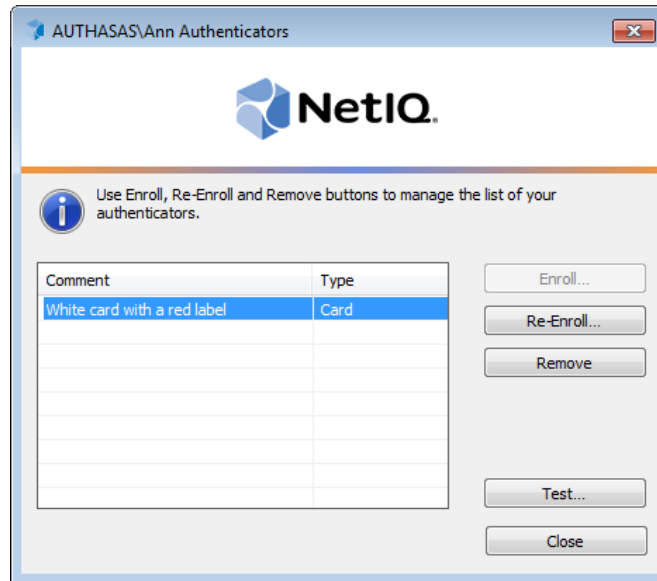 AUTHASAS\Ann Authenticators
NetIQ.
Use Enroll, Re-Enroll and Remove buttons to manage the list of your
authenticators.
Comment Type
White card with a red label Card
Enroll...
Re-Enroll...
Remove
Test...
Close